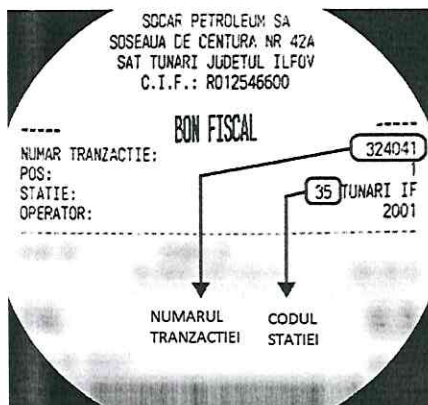 SOCAR PETROLEUM SA
SOSEAUA DE CENTURA NR 42A
SAT TUNARI JUDETUL ILFOV
C.I.F.: RO12546600
BON FISCAL
NUMAR TRANZACTIE: 324041
POS: 1
STATIE: 35 TUNARI IF
OPERATOR: 2001
NUMARUL TRANZACTIEI
CODUL STATIEI